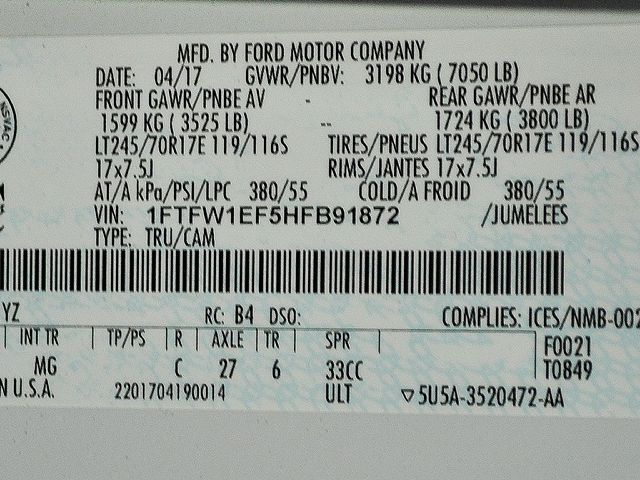 MFD. BY FORD MOTOR COMPANY
DATE: 04/17 GVWR/PNBV: 3198 KG ( 7050 LB)
FRONT GAWR/PNBE AV - REAR GAWR/PNBE AR
1599 KG ( 3525 LB) -- 1724 KG ( 3800 LB)
LT245/70R17E 119/116S TIRES/PNEUS LT245/70R17E 119/116S
17x7.5J RIMS/JANTES 17x7.5J
AT/A kPa/PSI/LPC 380/55 COLD/A FROID 380/55
VIN: 1FTFW1EF5HFB91872 /JUMELEES
TYPE: TRU/CAM
NSVAC
YZ RC: B4 DSO: COMPLIES: ICES/NMB-002
INT TR TP/PS R AXLE TR SPR F0021
MG C 27 6 33CC T0849
N U.S.A. 2201704190014 ULT ▽5U5A-3520472-AA